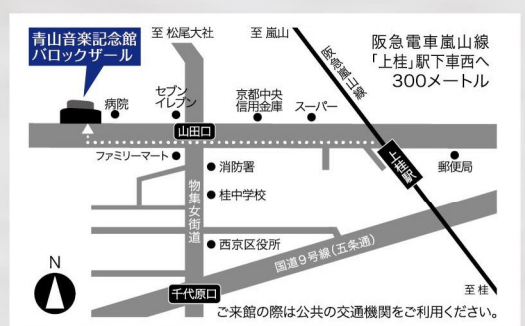 青山音楽記念館
バロックザール
至 松尾大社
至 嵐山
阪急嵐山線
阪急電車嵐山線
「上桂」駅下車西へ
300メートル
病院
セブン
イレブン
京都中央
信用金庫
スーパー
山田口
ファミリーマート
消防署
上桂駅
郵便局
物集女街道
桂中学校
西京区役所
国道9号線(五条通)
N
千代原口
至 桂
ご来館の際は公共の交通機関をご利用ください。